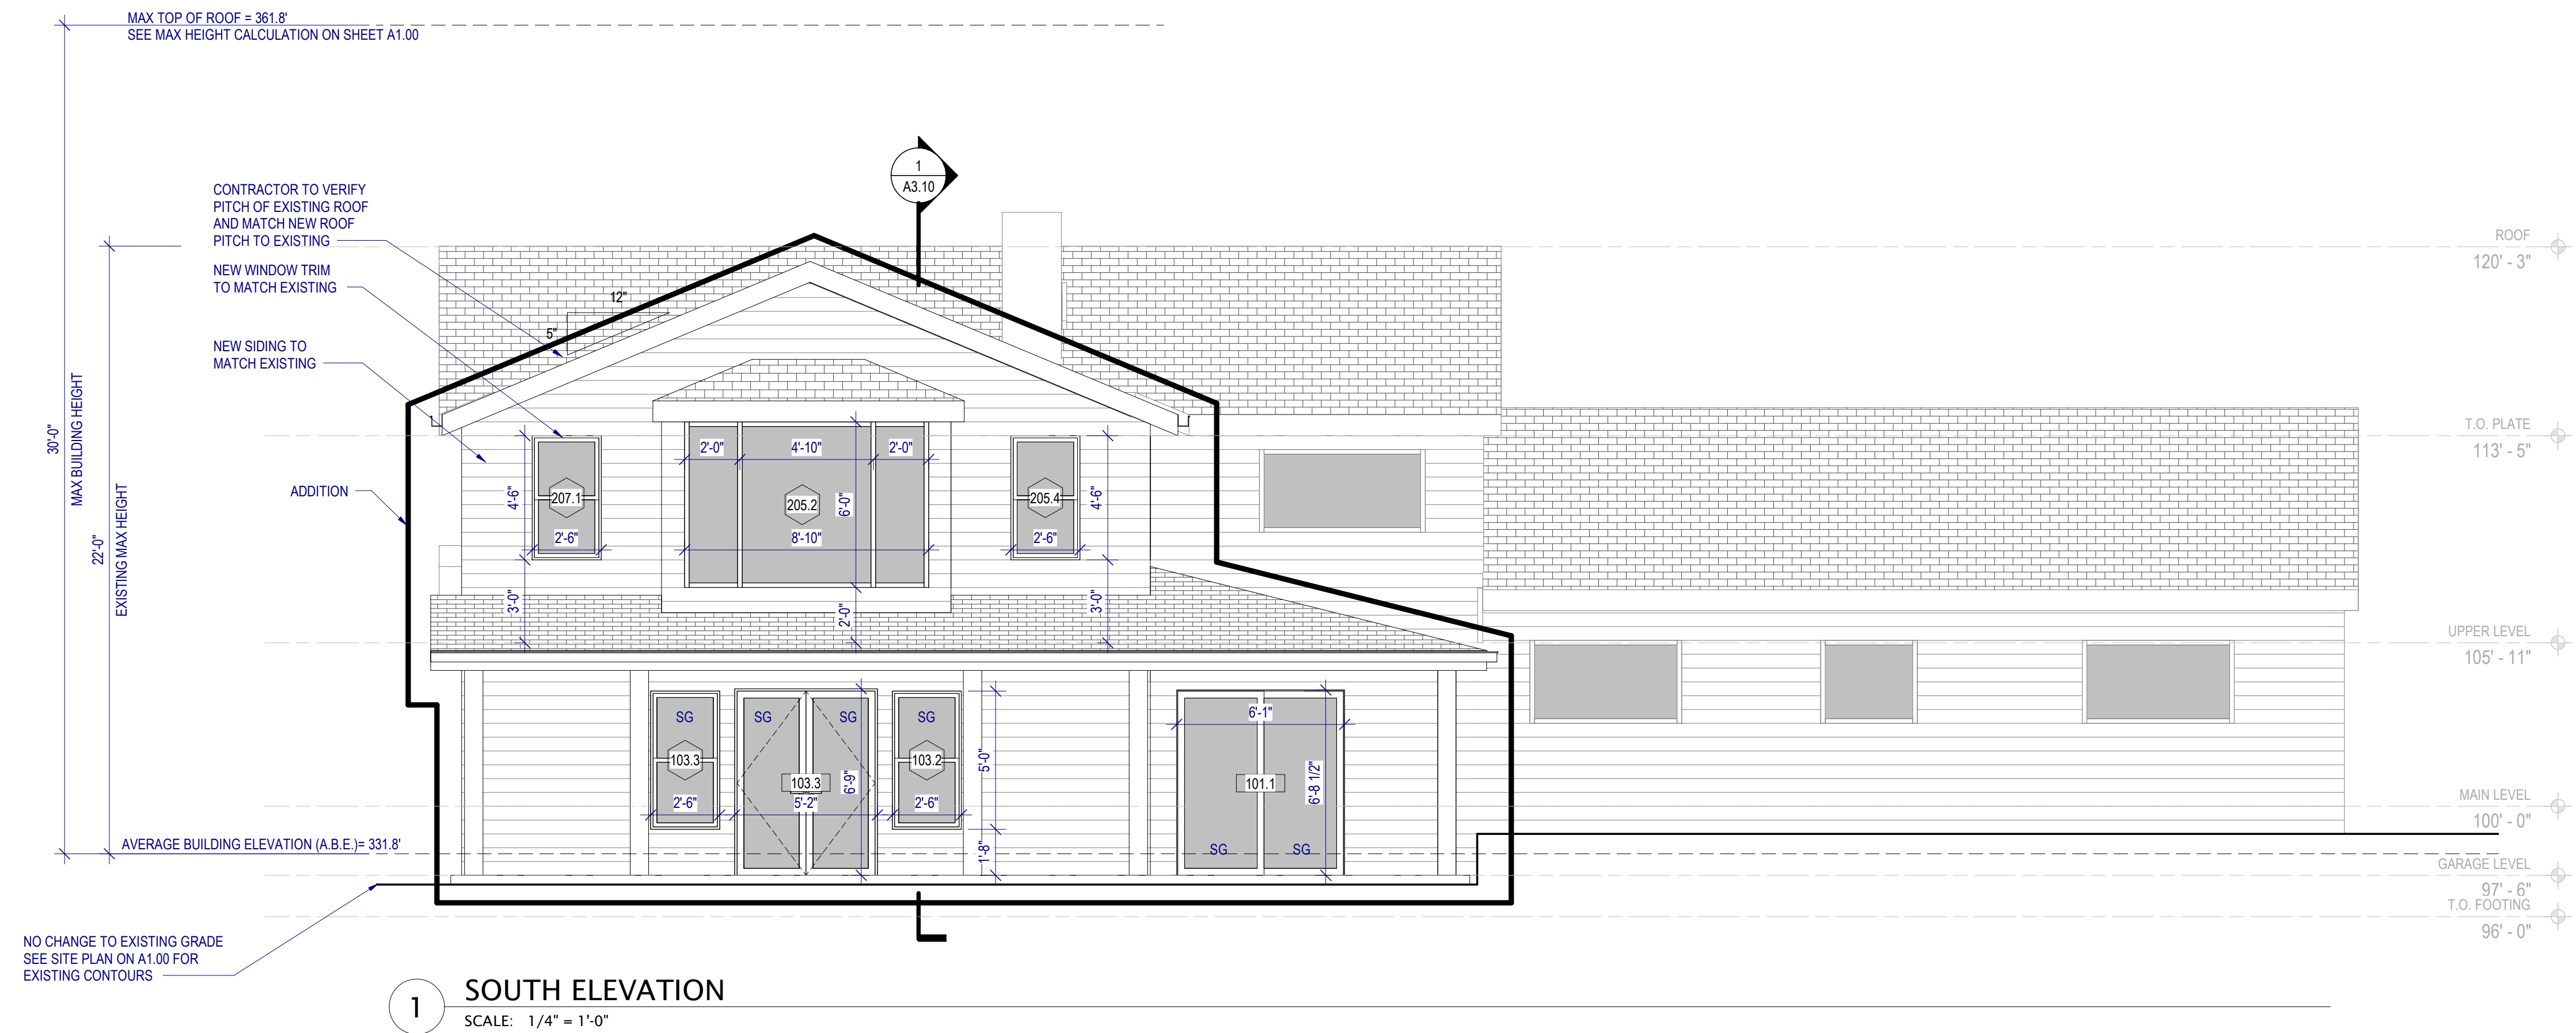 MAX TOP OF ROOF = 361.8'
SEE MAX HEIGHT CALCULATION ON SHEET A1.00
1
A3.10
CONTRACTOR TO VERIFY
PITCH OF EXISTING ROOF
AND MATCH NEW ROOF
PITCH TO EXISTING
NEW WINDOW TRIM
TO MATCH EXISTING
NEW SIDING TO
MATCH EXISTING
ADDITION
30'-0"
MAX BUILDING HEIGHT
22'-0"
EXISTING MAX HEIGHT
12"
5"
ROOF
120' - 3"
T.O. PLATE
113' - 5"
2'-0"
4'-10"
2'-0"
4'-6"
207.1
2'-6"
205.2
6'-0"
8'-10"
205.4
2'-6"
4'-6"
3'-0"
2'-0"
3'-0"
UPPER LEVEL
105' - 11"
SG
SG
SG
SG
103.3
103.3
103.2
6'-9"
2'-6"
5'-2"
2'-6"
5'-0"
1'-8"
6'-1"
101.1
6'-8 1/2"
SG
SG
MAIN LEVEL
100' - 0"
AVERAGE BUILDING ELEVATION (A.B.E.)= 331.8'
GARAGE LEVEL
97' - 6"
T.O. FOOTING
96' - 0"
NO CHANGE TO EXISTING GRADE
SEE SITE PLAN ON A1.00 FOR
EXISTING CONTOURS
1
SOUTH ELEVATION
SCALE: 1/4" = 1'-0"